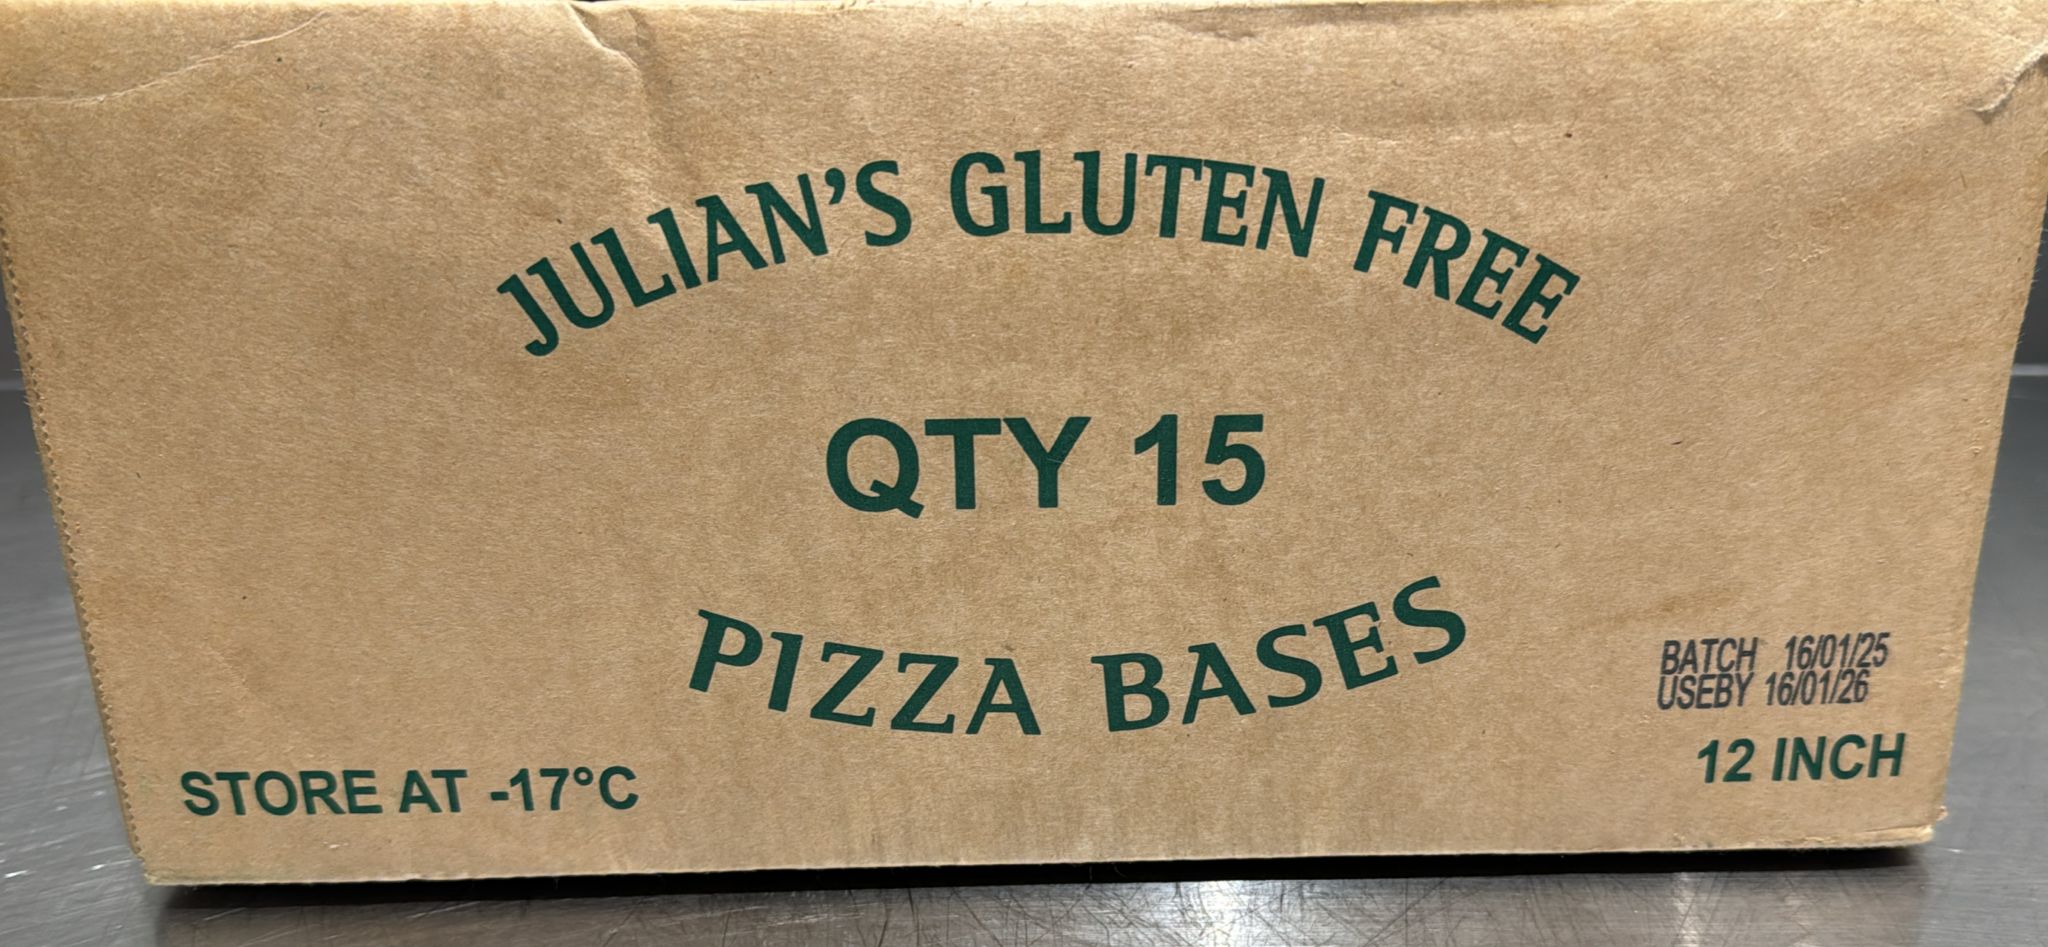 JULIAN'S GLUTEN FREE
QTY 15
PIZZA BASES
BATCH 16/01/25
USEBY 16/01/26
12 INCH
STORE AT -17°C